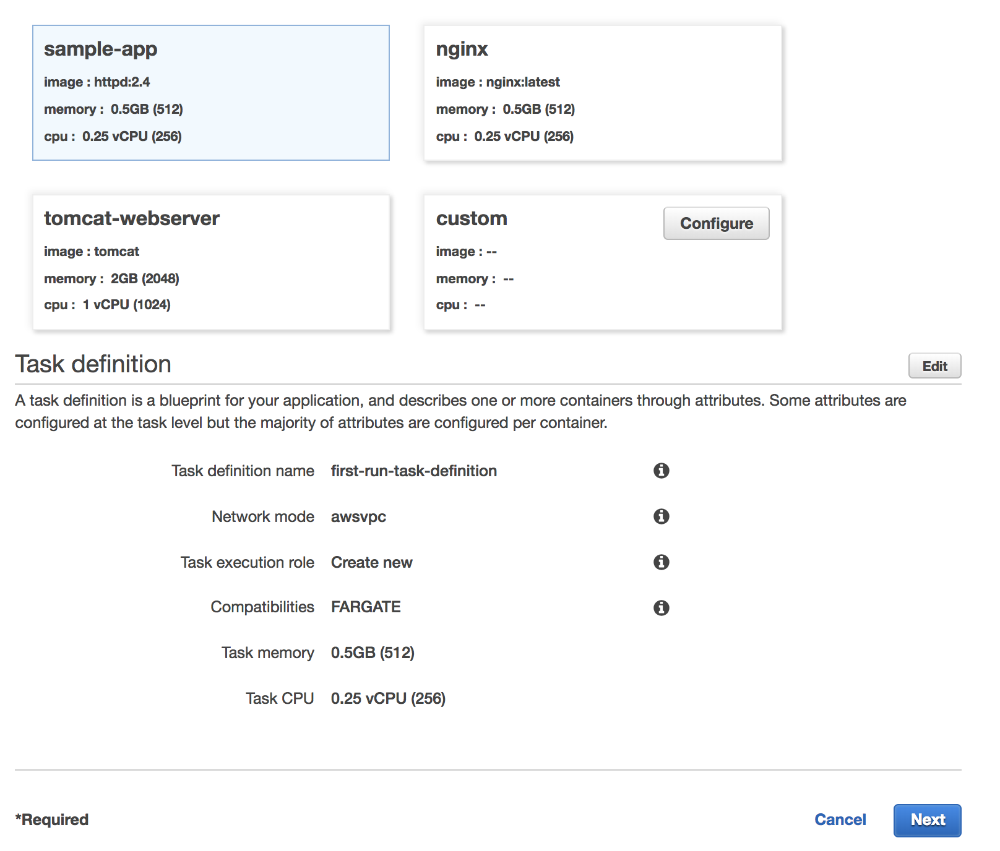 sample-app
image : httpd:2.4
memory : 0.5GB (512)
cpu : 0.25 vCPU (256)
nginx
image : nginx:latest
memory : 0.5GB (512)
cpu : 0.25 vCPU (256)
tomcat-webserver
image : tomcat
memory : 2GB (2048)
cpu : 1 vCPU (1024)
custom
Configure
image : --
memory : --
cpu : --
Task definition
Edit
A task definition is a blueprint for your application, and describes one or more containers through attributes. Some attributes are
configured at the task level but the majority of attributes are configured per container.
Task definition name first-run-task-definition
Network mode awsvpc
Task execution role Create new
Compatibilities FARGATE
Task memory 0.5GB (512)
Task CPU 0.25 vCPU (256)
*Required
Cancel
Next